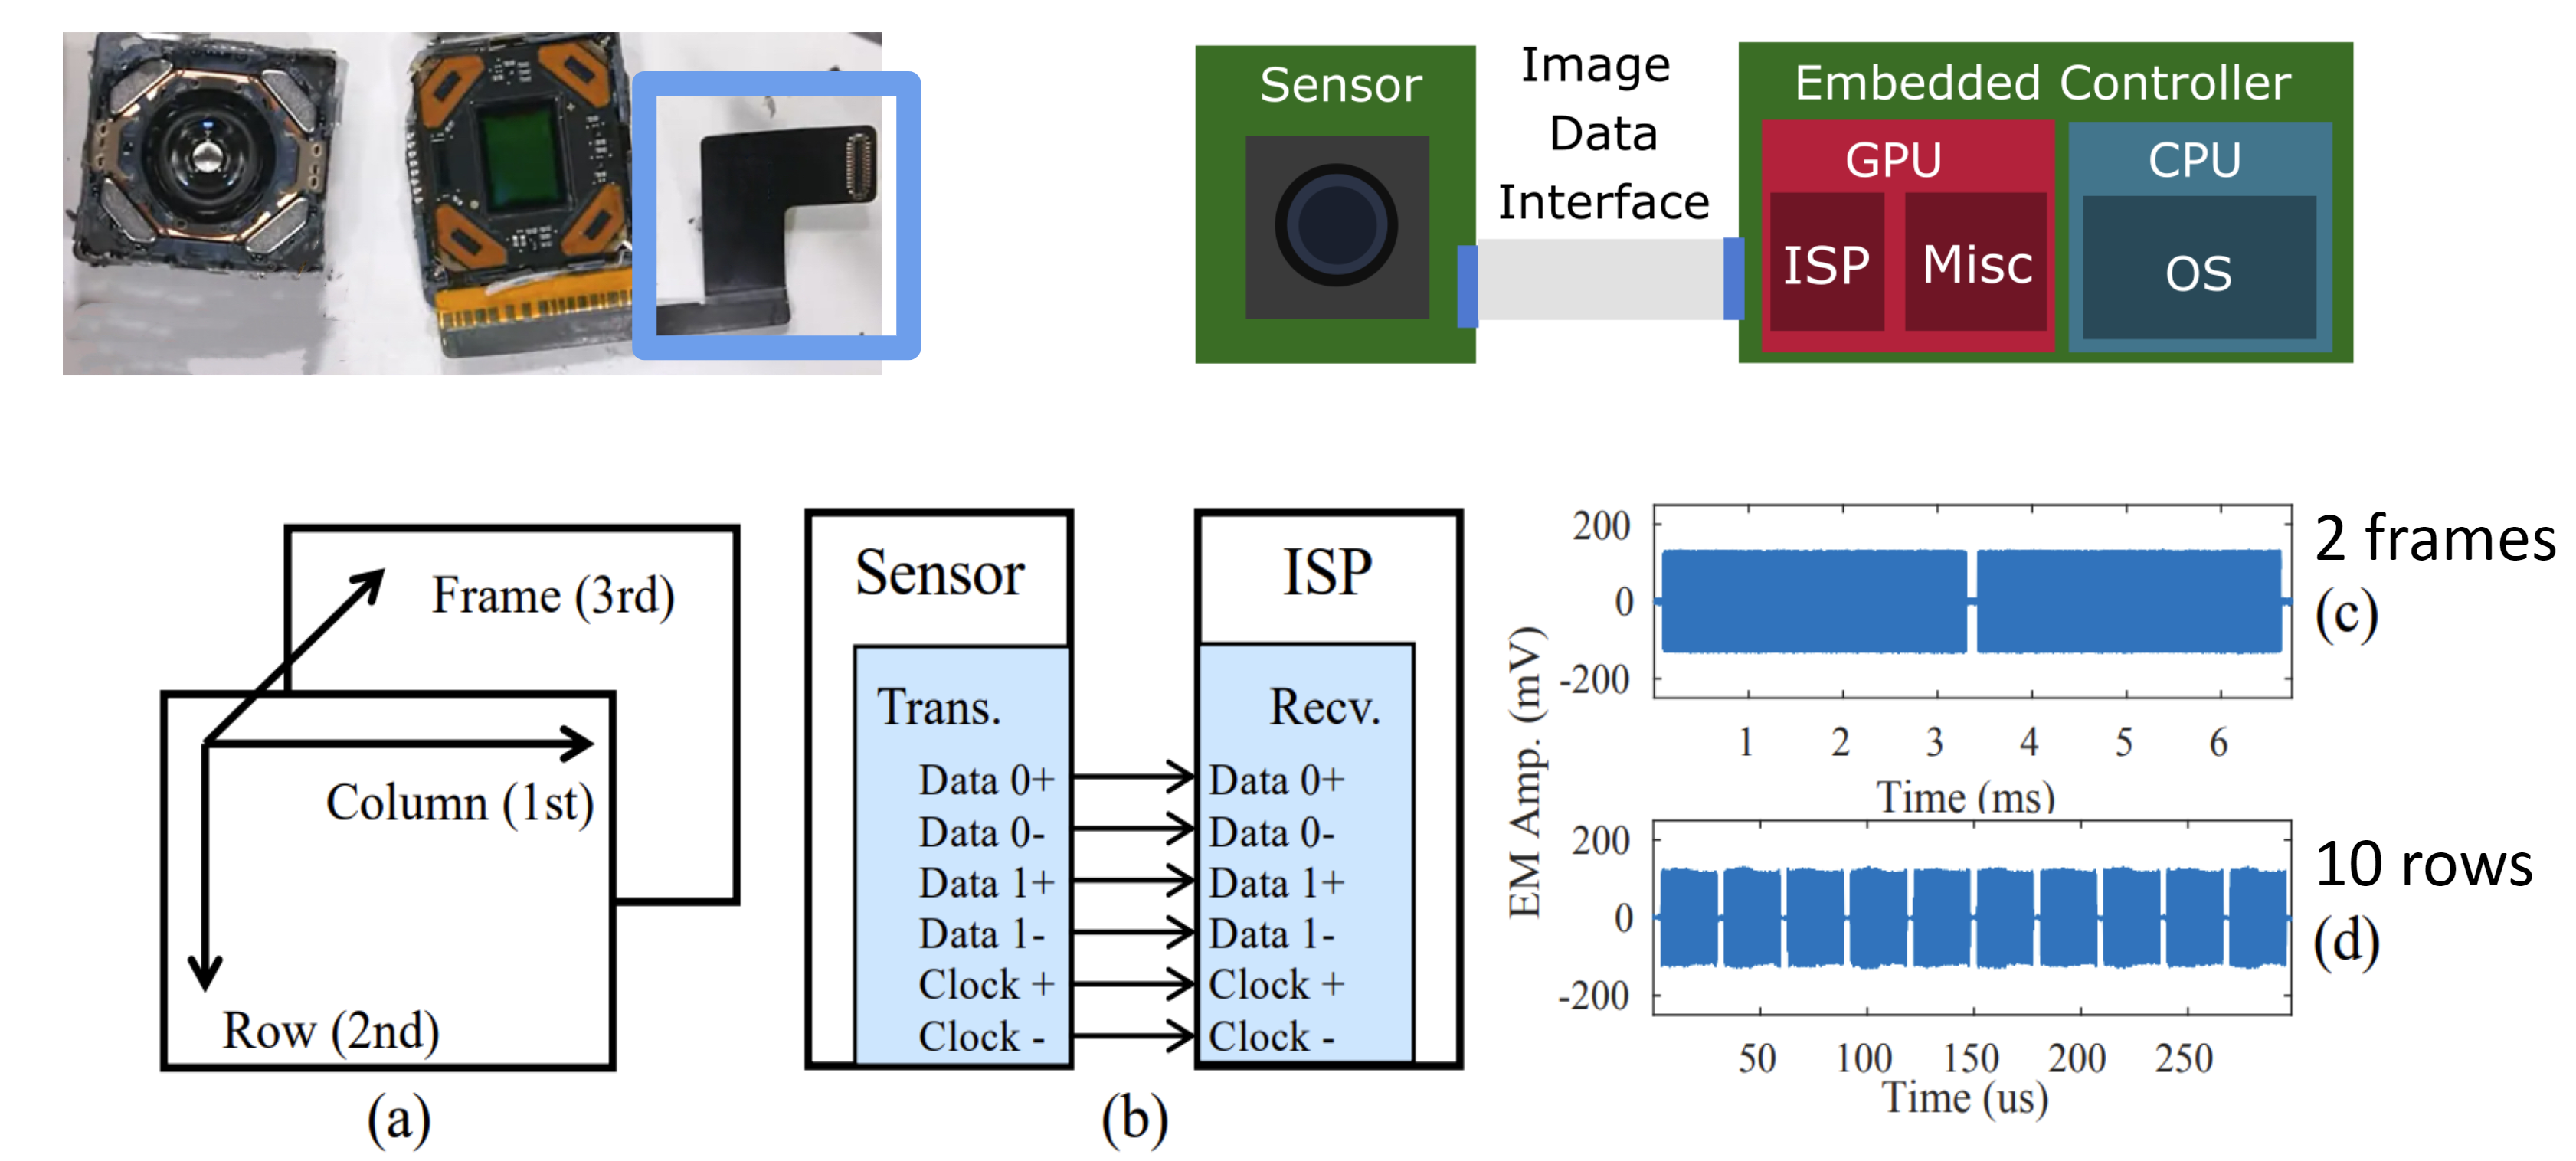 Sensor
Image
Data
Interface
Embedded Controller
GPU
CPU
ISP
Misc
OS
Frame (3rd)
Column (1st)
Row (2nd)
(a)
Sensor
ISP
Trans.
Recv.
Data 0+
Data 0+
Data 0-
Data 0-
Data 1+
Data 1+
Data 1-
Data 1-
Clock +
Clock +
Clock -
Clock -
(b)
EM Amp. (mV)
200
0
-200
1 2 3 4 5 6
Time (ms)
2 frames
(c)
200
0
-200
50 100 150 200 250
Time (us)
10 rows
(d)